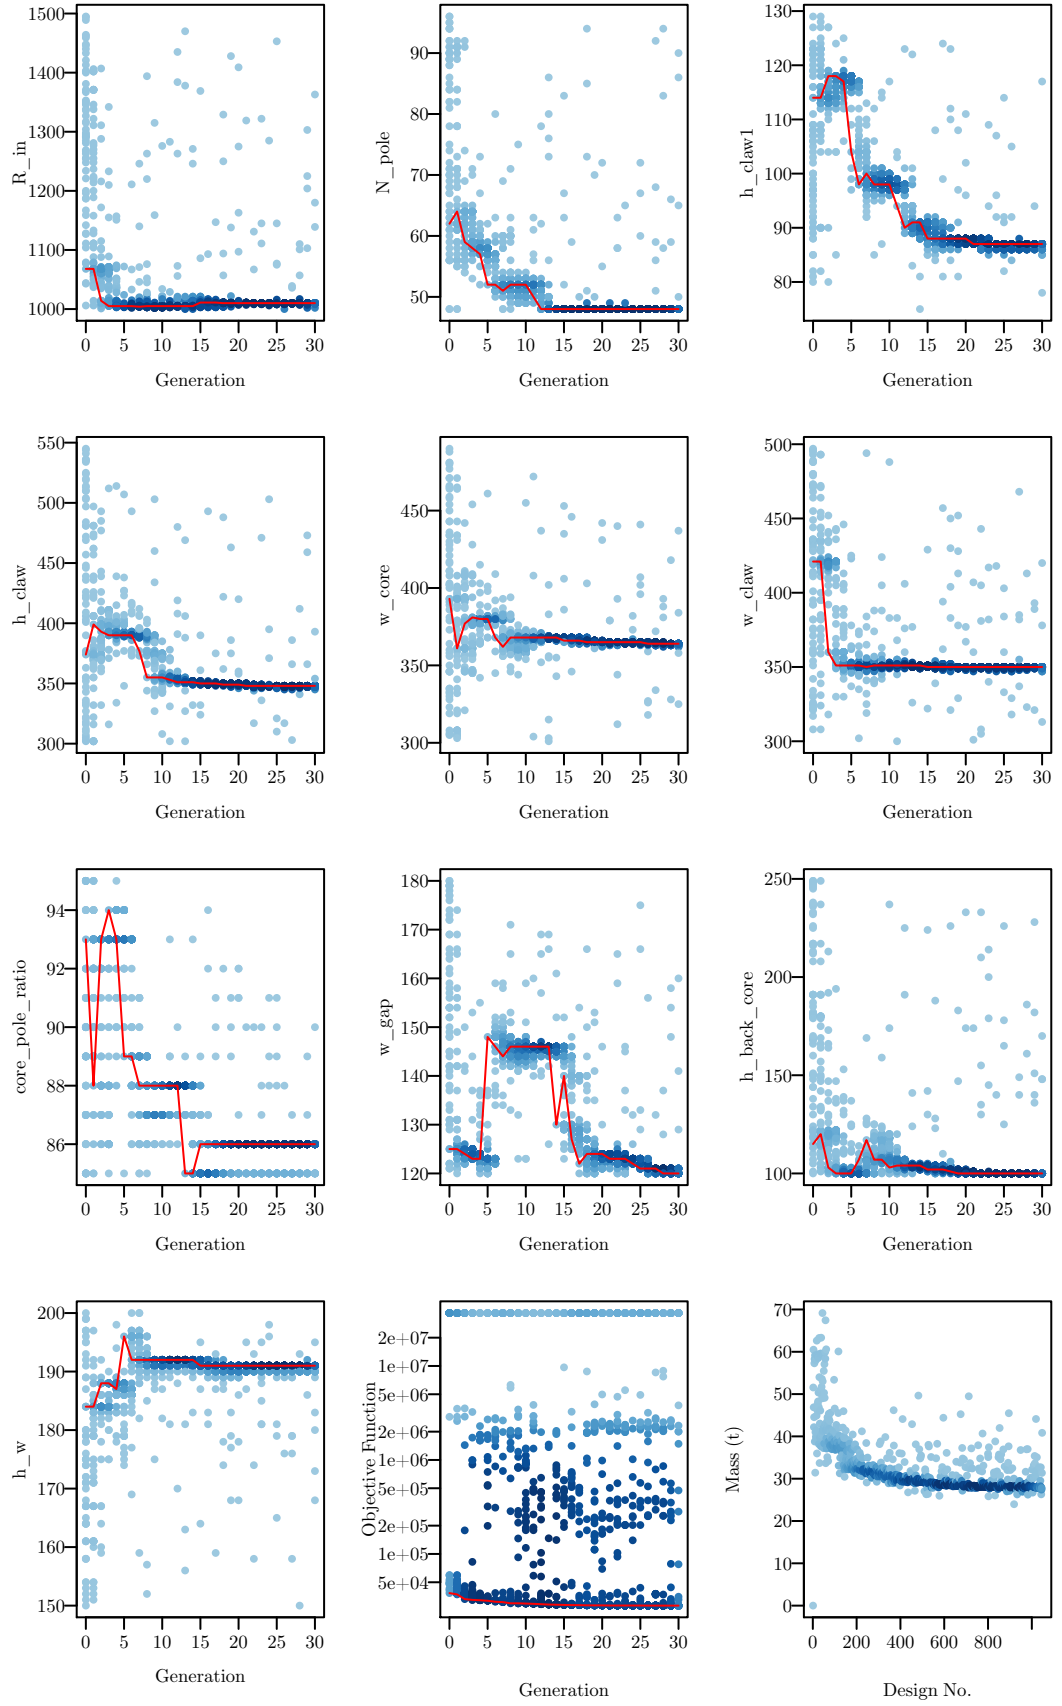 R_in
1500
1400
1300
1200
1100
1000
0 5 10 15 20 25 30
Generation
N_pole
90
80
70
60
50
0 5 10 15 20 25 30
Generation
h_claw1
130
120
110
100
90
80
0 5 10 15 20 25 30
Generation
h_claw
550
500
450
400
350
300
0 5 10 15 20 25 30
Generation
w_core
450
400
350
300
0 5 10 15 20 25 30
Generation
w_claw
500
450
400
350
300
0 5 10 15 20 25 30
Generation
core_pole_ratio
94
92
90
88
86
0 5 10 15 20 25 30
Generation
w_gap
180
170
160
150
140
130
120
0 5 10 15 20 25 30
Generation
h_back_core
250
200
150
100
0 5 10 15 20 25 30
Generation
h_w
200
190
180
170
160
150
0 5 10 15 20 25 30
Generation
Objective Function
2e+07
1e+07
5e+06
2e+06
1e+06
5e+05
2e+05
1e+05
5e+04
0 5 10 15 20 25 30
Generation
Mass (t)
70
60
50
40
30
20
10
0
0 200 400 600 800
Design No.